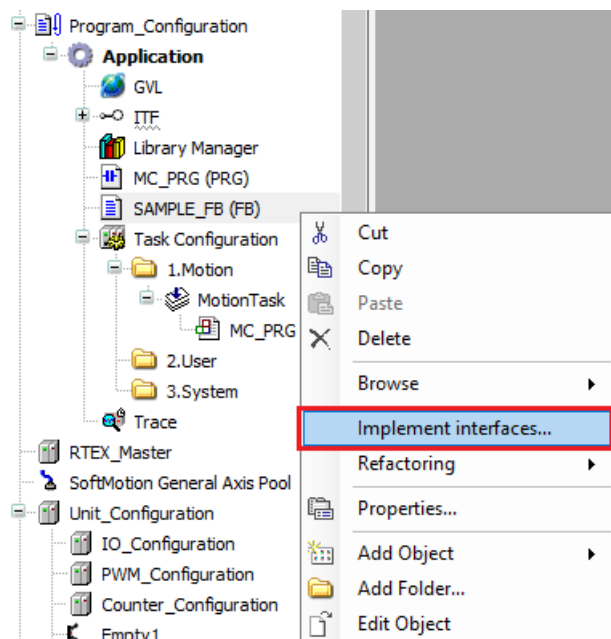 Program_Configuration
Application
GVL
ITF
Library Manager
MC_PRG (PRG)
SAMPLE_FB (FB)
Task Configuration
1.Motion
MotionTask
MC_PRG
2.User
3.System
Trace
RTEX_Master
SoftMotion General Axis Pool
Unit_Configuration
IO_Configuration
PWM_Configuration
Counter_Configuration
Empty1
Cut
Copy
Paste
Delete
Browse
Implement interfaces...
Refactoring
Properties...
Add Object
Add Folder...
Edit Object